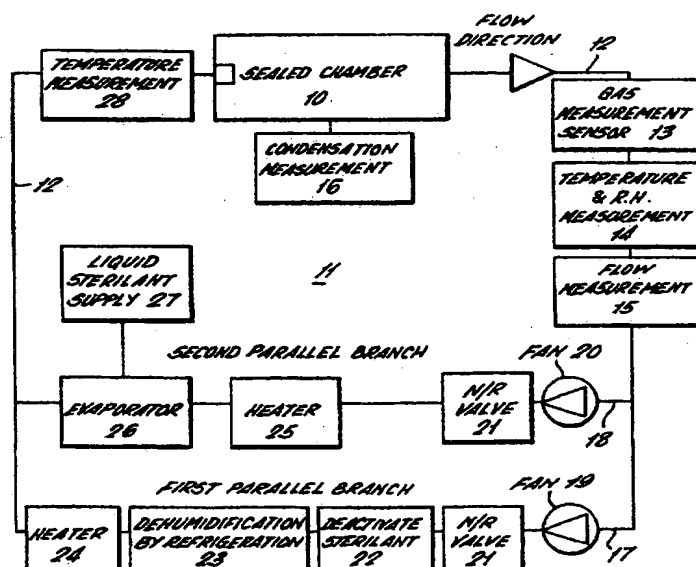 FLOW
DIRECTION
12
TEMPERATURE
MEASUREMENT
28
SEALED CHAMBER
10
GAS
MEASUREMENT
SENSOR 13
CONDENSATION
MEASUREMENT
16
12
TEMPERATURE
& R.H.
MEASUREMENT
14
LIQUID
STERILANT
SUPPLY 27
11
FLOW
MEASUREMENT
15
SECOND PARALLEL BRANCH
FAN 20
EVAPORATOR
26
HEATER
25
N/R
VALVE
21
18
FIRST PARALLEL BRANCH
FAN 19
HEATER
24
DEHUMIDIFICATION
BY REFRIGERATION
23
DEACTIVATE
STERILANT
22
N/R
VALVE
21
17